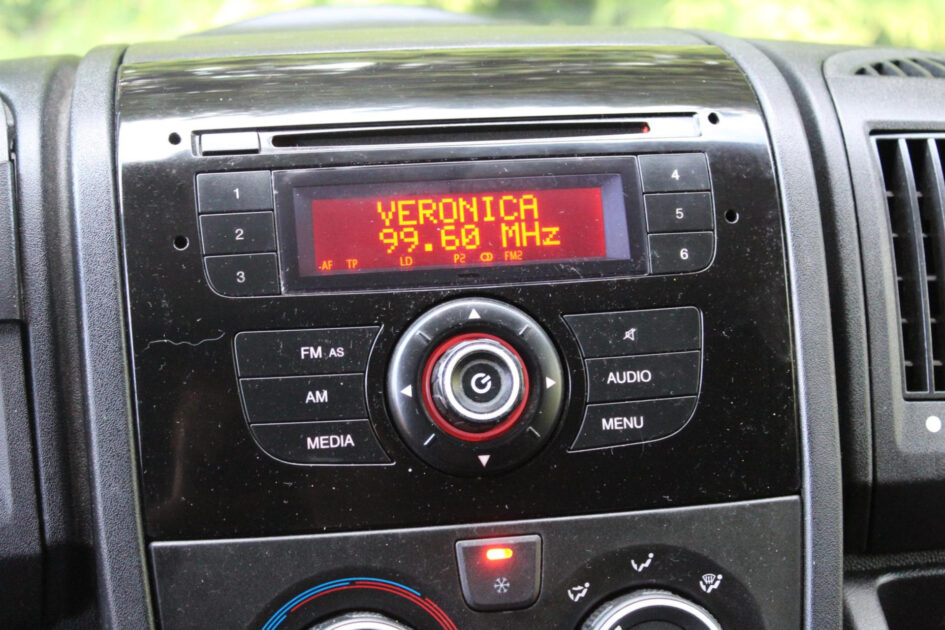 1
2
3
VERONICA
99.60 MHz
AF TP LD P2 CD FM2
4
5
6
FM AS
AM
MEDIA
AUDIO
MENU